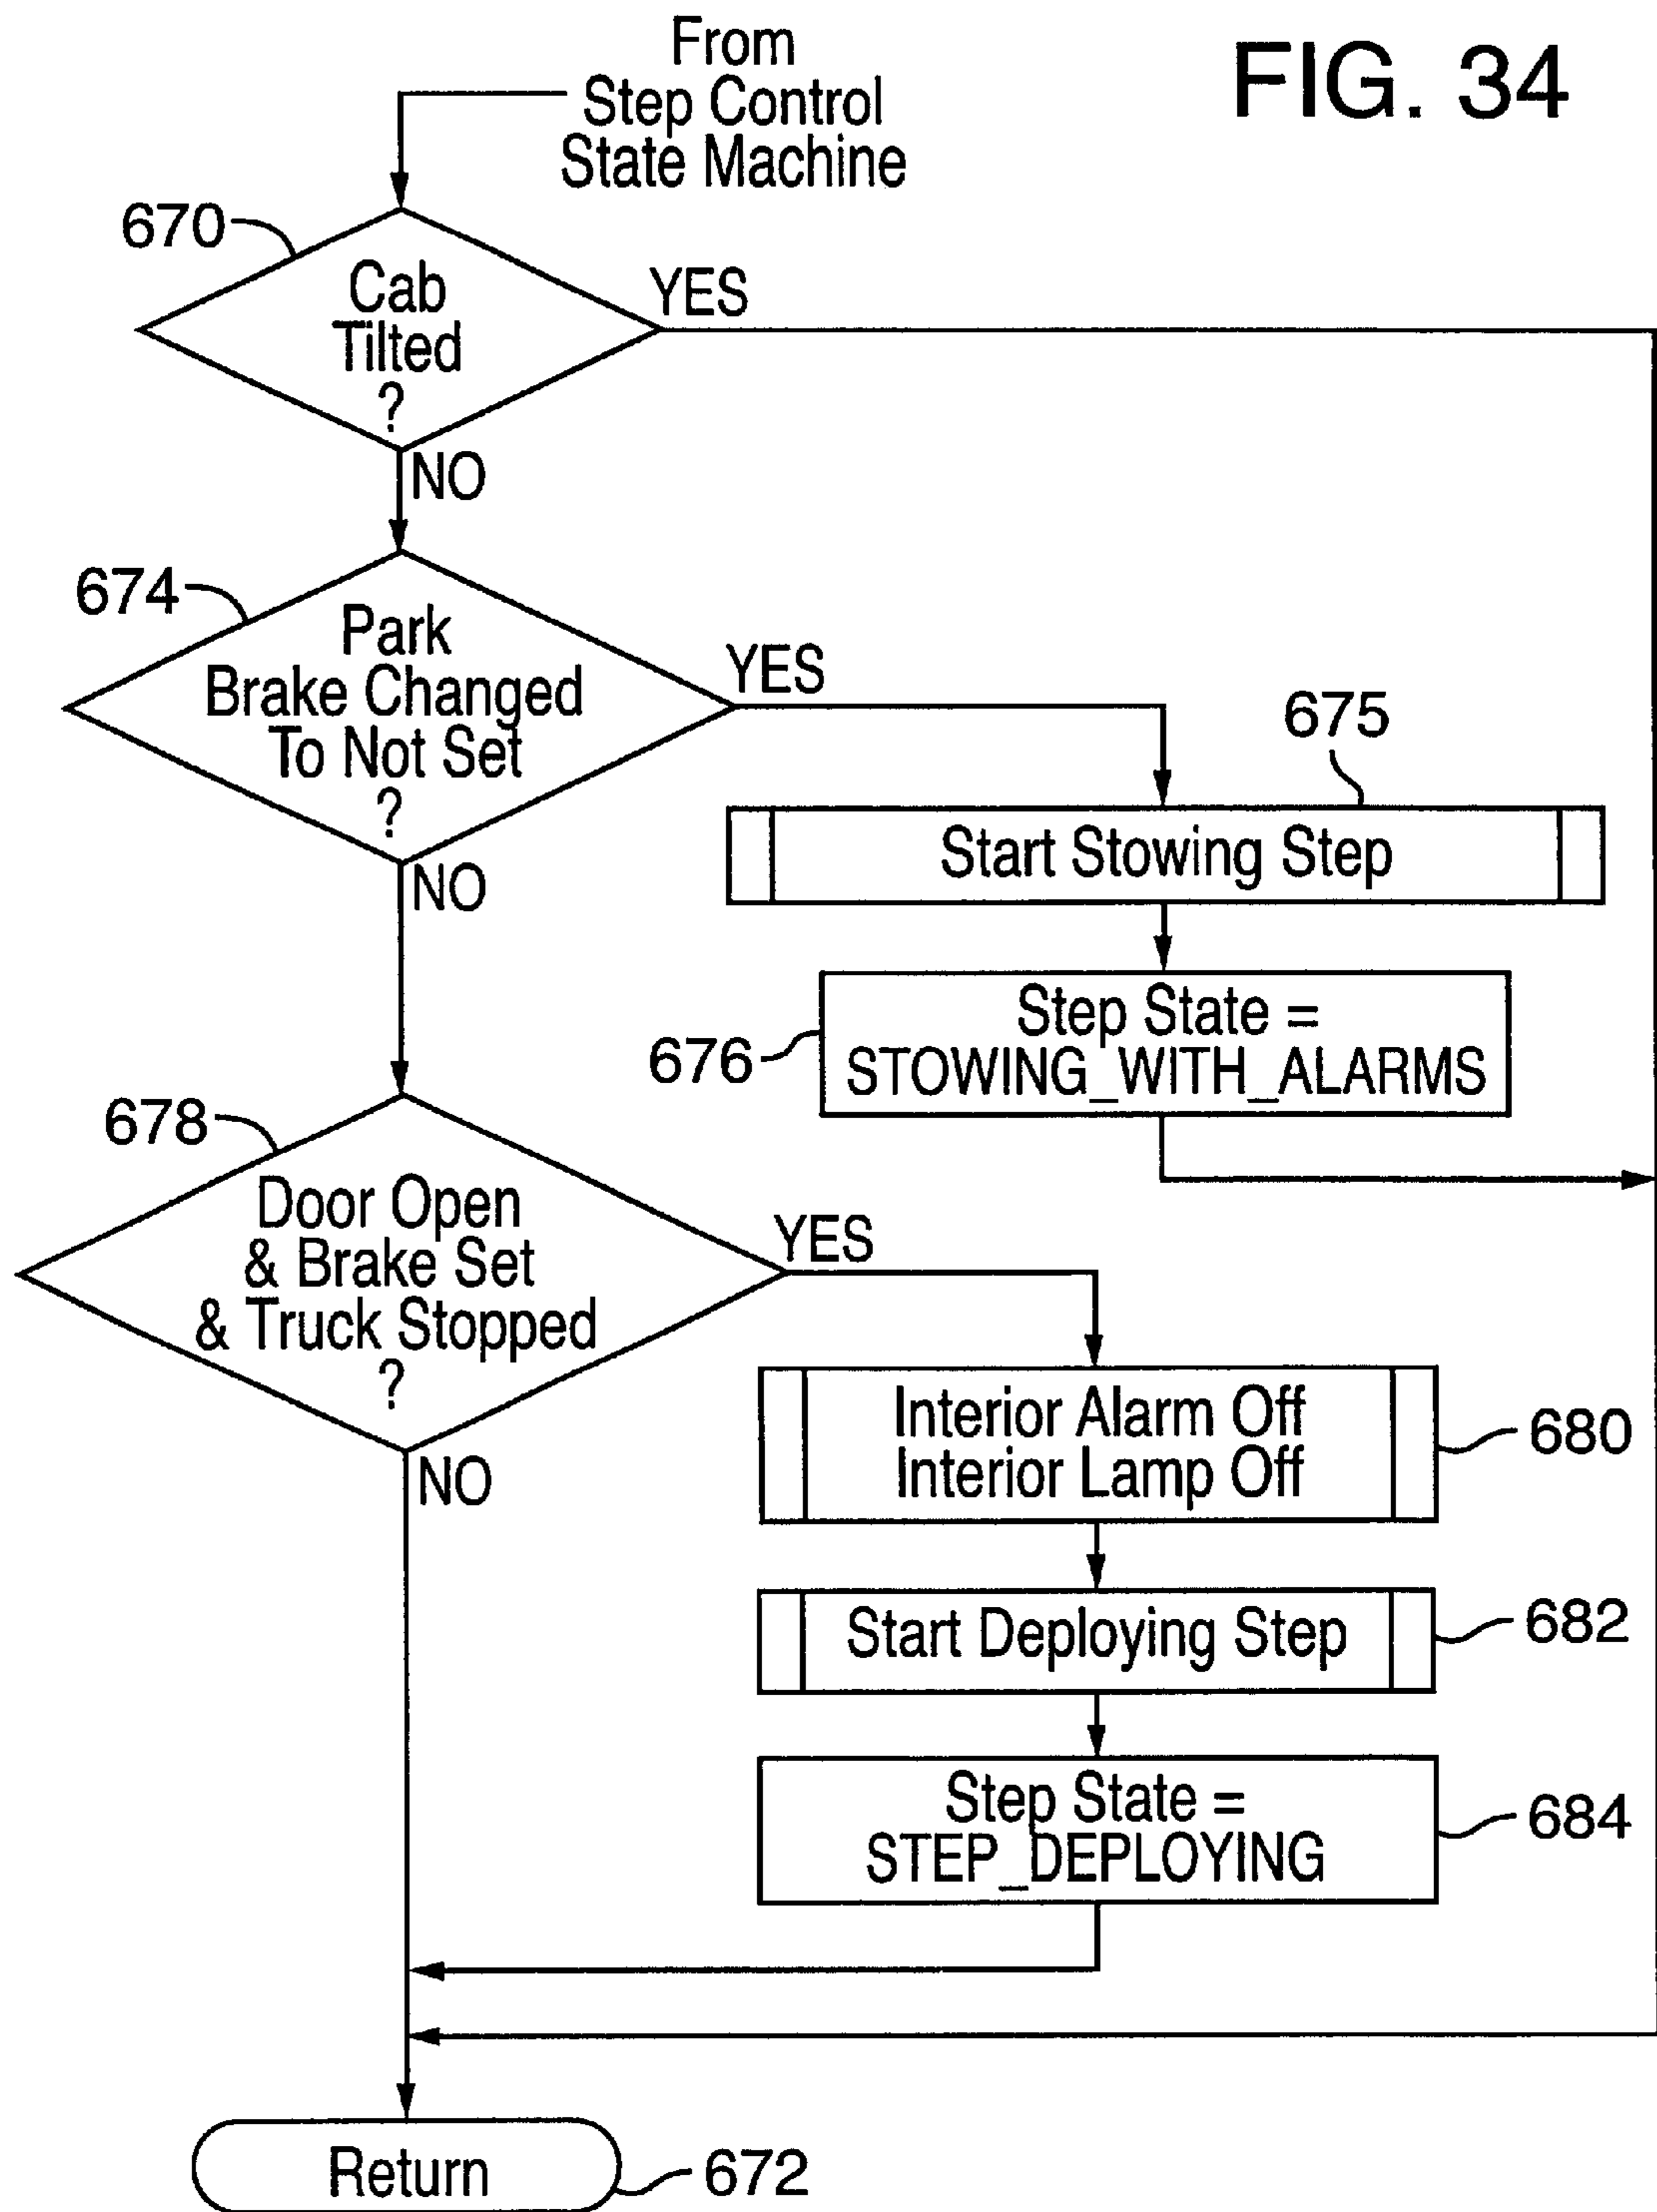 From
Step Control
State Machine
FIG. 34
670
Cab
Tilted
?
YES
NO
674
Park
Brake Changed
To Not Set
?
YES
NO
675
Start Stowing Step
676
Step State =
STOWING_WITH_ALARMS
678
Door Open
& Brake Set
& Truck Stopped
?
YES
NO
Interior Alarm Off
Interior Lamp Off
680
Start Deploying Step
682
Step State =
STEP_DEPLOYING
684
Return
672